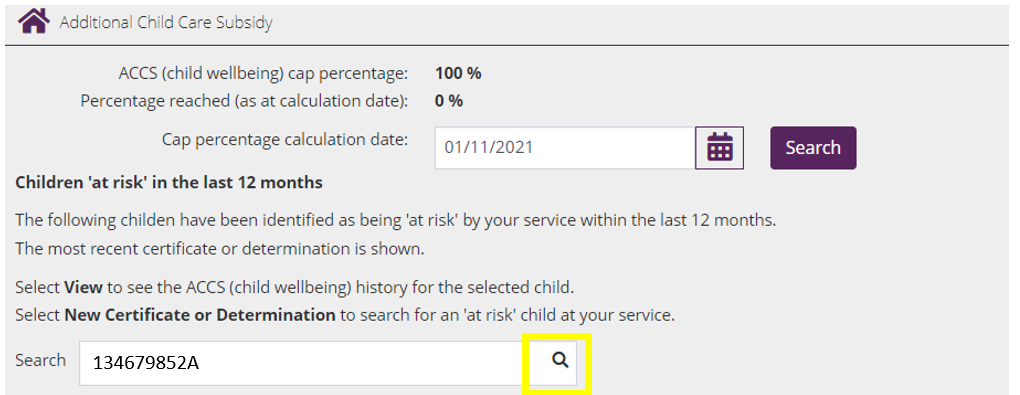 Additional Child Care Subsidy
ACCS (child wellbeing) cap percentage: 100 %
Percentage reached (as at calculation date): 0 %
Cap percentage calculation date: 01/11/2021 Search
Children 'at risk' in the last 12 months
The following childen have been identified as being 'at risk' by your service within the last 12 months.
The most recent certificate or determination is shown.
Select View to see the ACCS (child wellbeing) history for the selected child.
Select New Certificate or Determination to search for an 'at risk' child at your service.
Search 134679852A